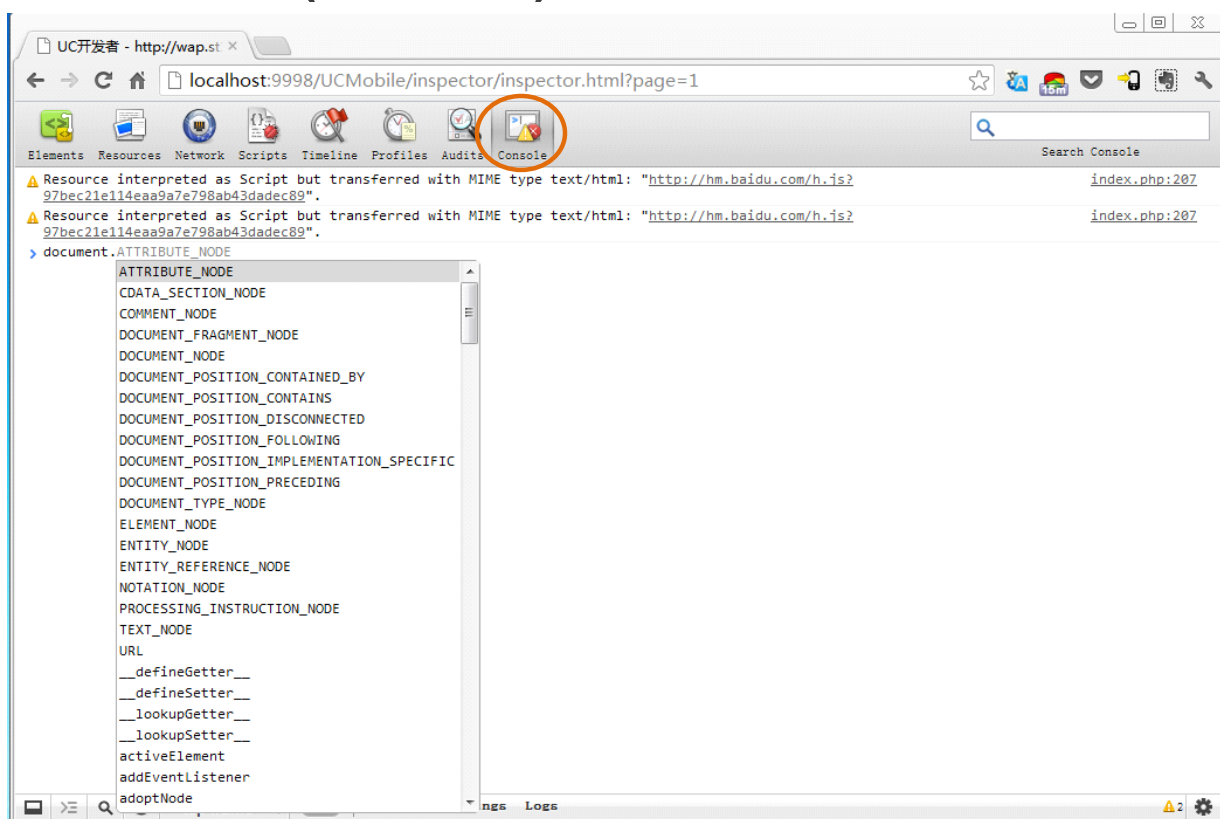 UC开发者 - http://wap.st
localhost:9998/UCMobile/inspector/inspector.html?page=1
15m
Elements Resources Network Scripts Timeline Profiles Audits Console
Search Console
Resource interpreted as Script but transferred with MIME type text/html: "http://hm.baidu.com/h.js? index.php:207
97bec21e114eaa9a7e798ab43dadec89".
Resource interpreted as Script but transferred with MIME type text/html: "http://hm.baidu.com/h.js? index.php:207
97bec21e114eaa9a7e798ab43dadec89".
document.ATTRIBUTE_NODE
ATTRIBUTE_NODE
CDATA_SECTION_NODE
COMMENT_NODE
DOCUMENT_FRAGMENT_NODE
DOCUMENT_NODE
DOCUMENT_POSITION_CONTAINED_BY
DOCUMENT_POSITION_CONTAINS
DOCUMENT_POSITION_DISCONNECTED
DOCUMENT_POSITION_FOLLOWING
DOCUMENT_POSITION_IMPLEMENTATION_SPECIFIC
DOCUMENT_POSITION_PRECEDING
DOCUMENT_TYPE_NODE
ELEMENT_NODE
ENTITY_NODE
ENTITY_REFERENCE_NODE
NOTATION_NODE
PROCESSING_INSTRUCTION_NODE
TEXT_NODE
URL
__defineGetter__
__defineSetter__
__lookupGetter__
__lookupSetter__
activeElement
addEventListener
adoptNode
ngs Logs
2